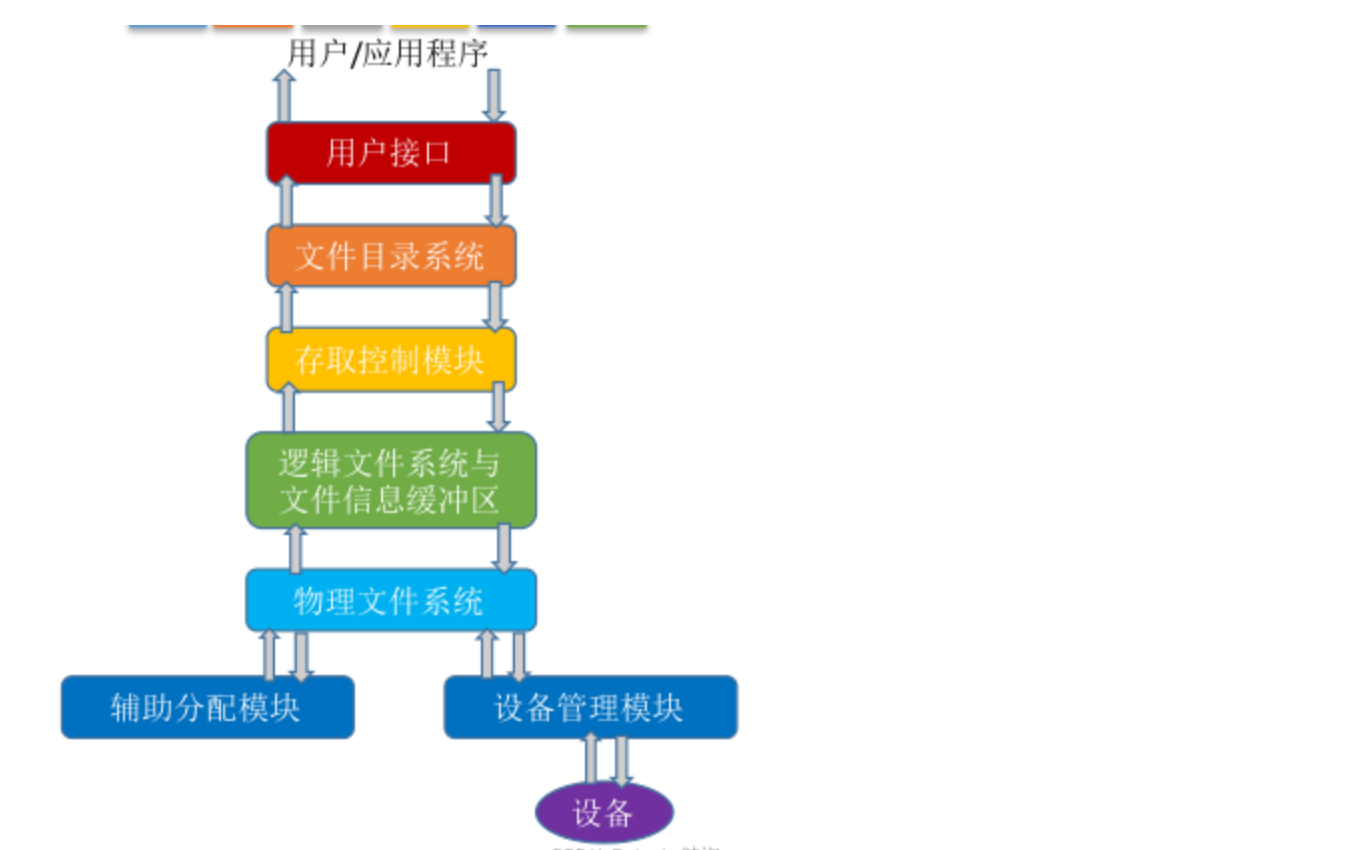 用户/应用程序
用户接口
文件目录系统
存取控制模块
逻辑文件系统与
文件信息缓冲区
物理文件系统
辅助分配模块
设备管理模块
设备